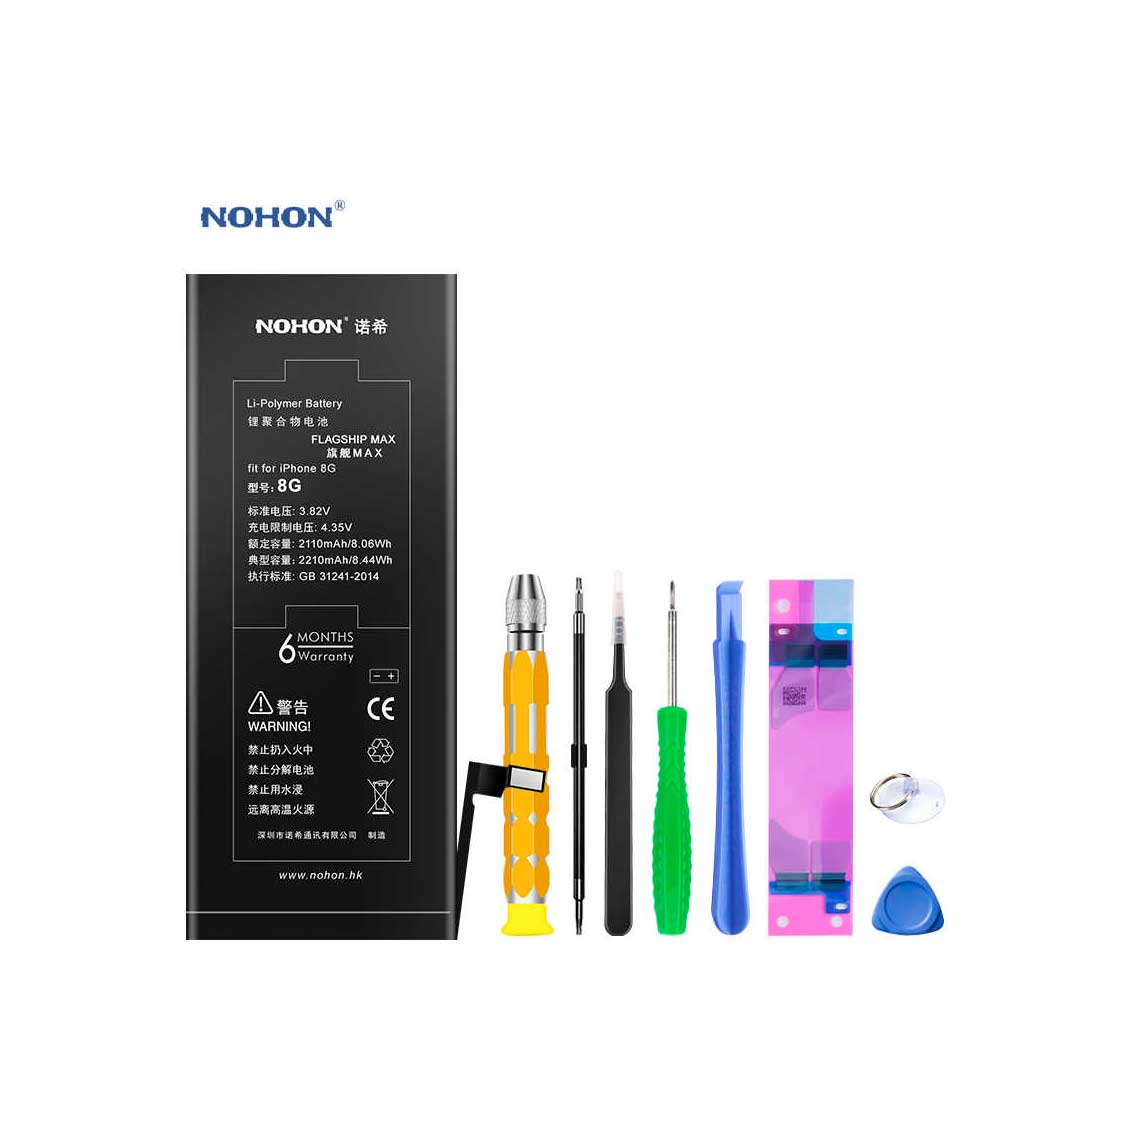 NOHON®
NOHON® 诺希
Li-Polymer Battery
锂聚合物电池
FLAGSHIP MAX
旗舰MAX
fit for iPhone 8G
型号: 8G
标准电压: 3.82V
充电限制电压: 4.35V
额定容量: 2110mAh/8.06Wh
典型容量: 2210mAh/8.44Wh
执行标准: GB 31241-2014
6 MONTHS
Warranty
警告
WARNING!
CE
禁止扔入火中
禁止分解电池
禁止用水浸
远离高温火源
深圳市诺希通讯有限公司 制造
www.nohon.hk